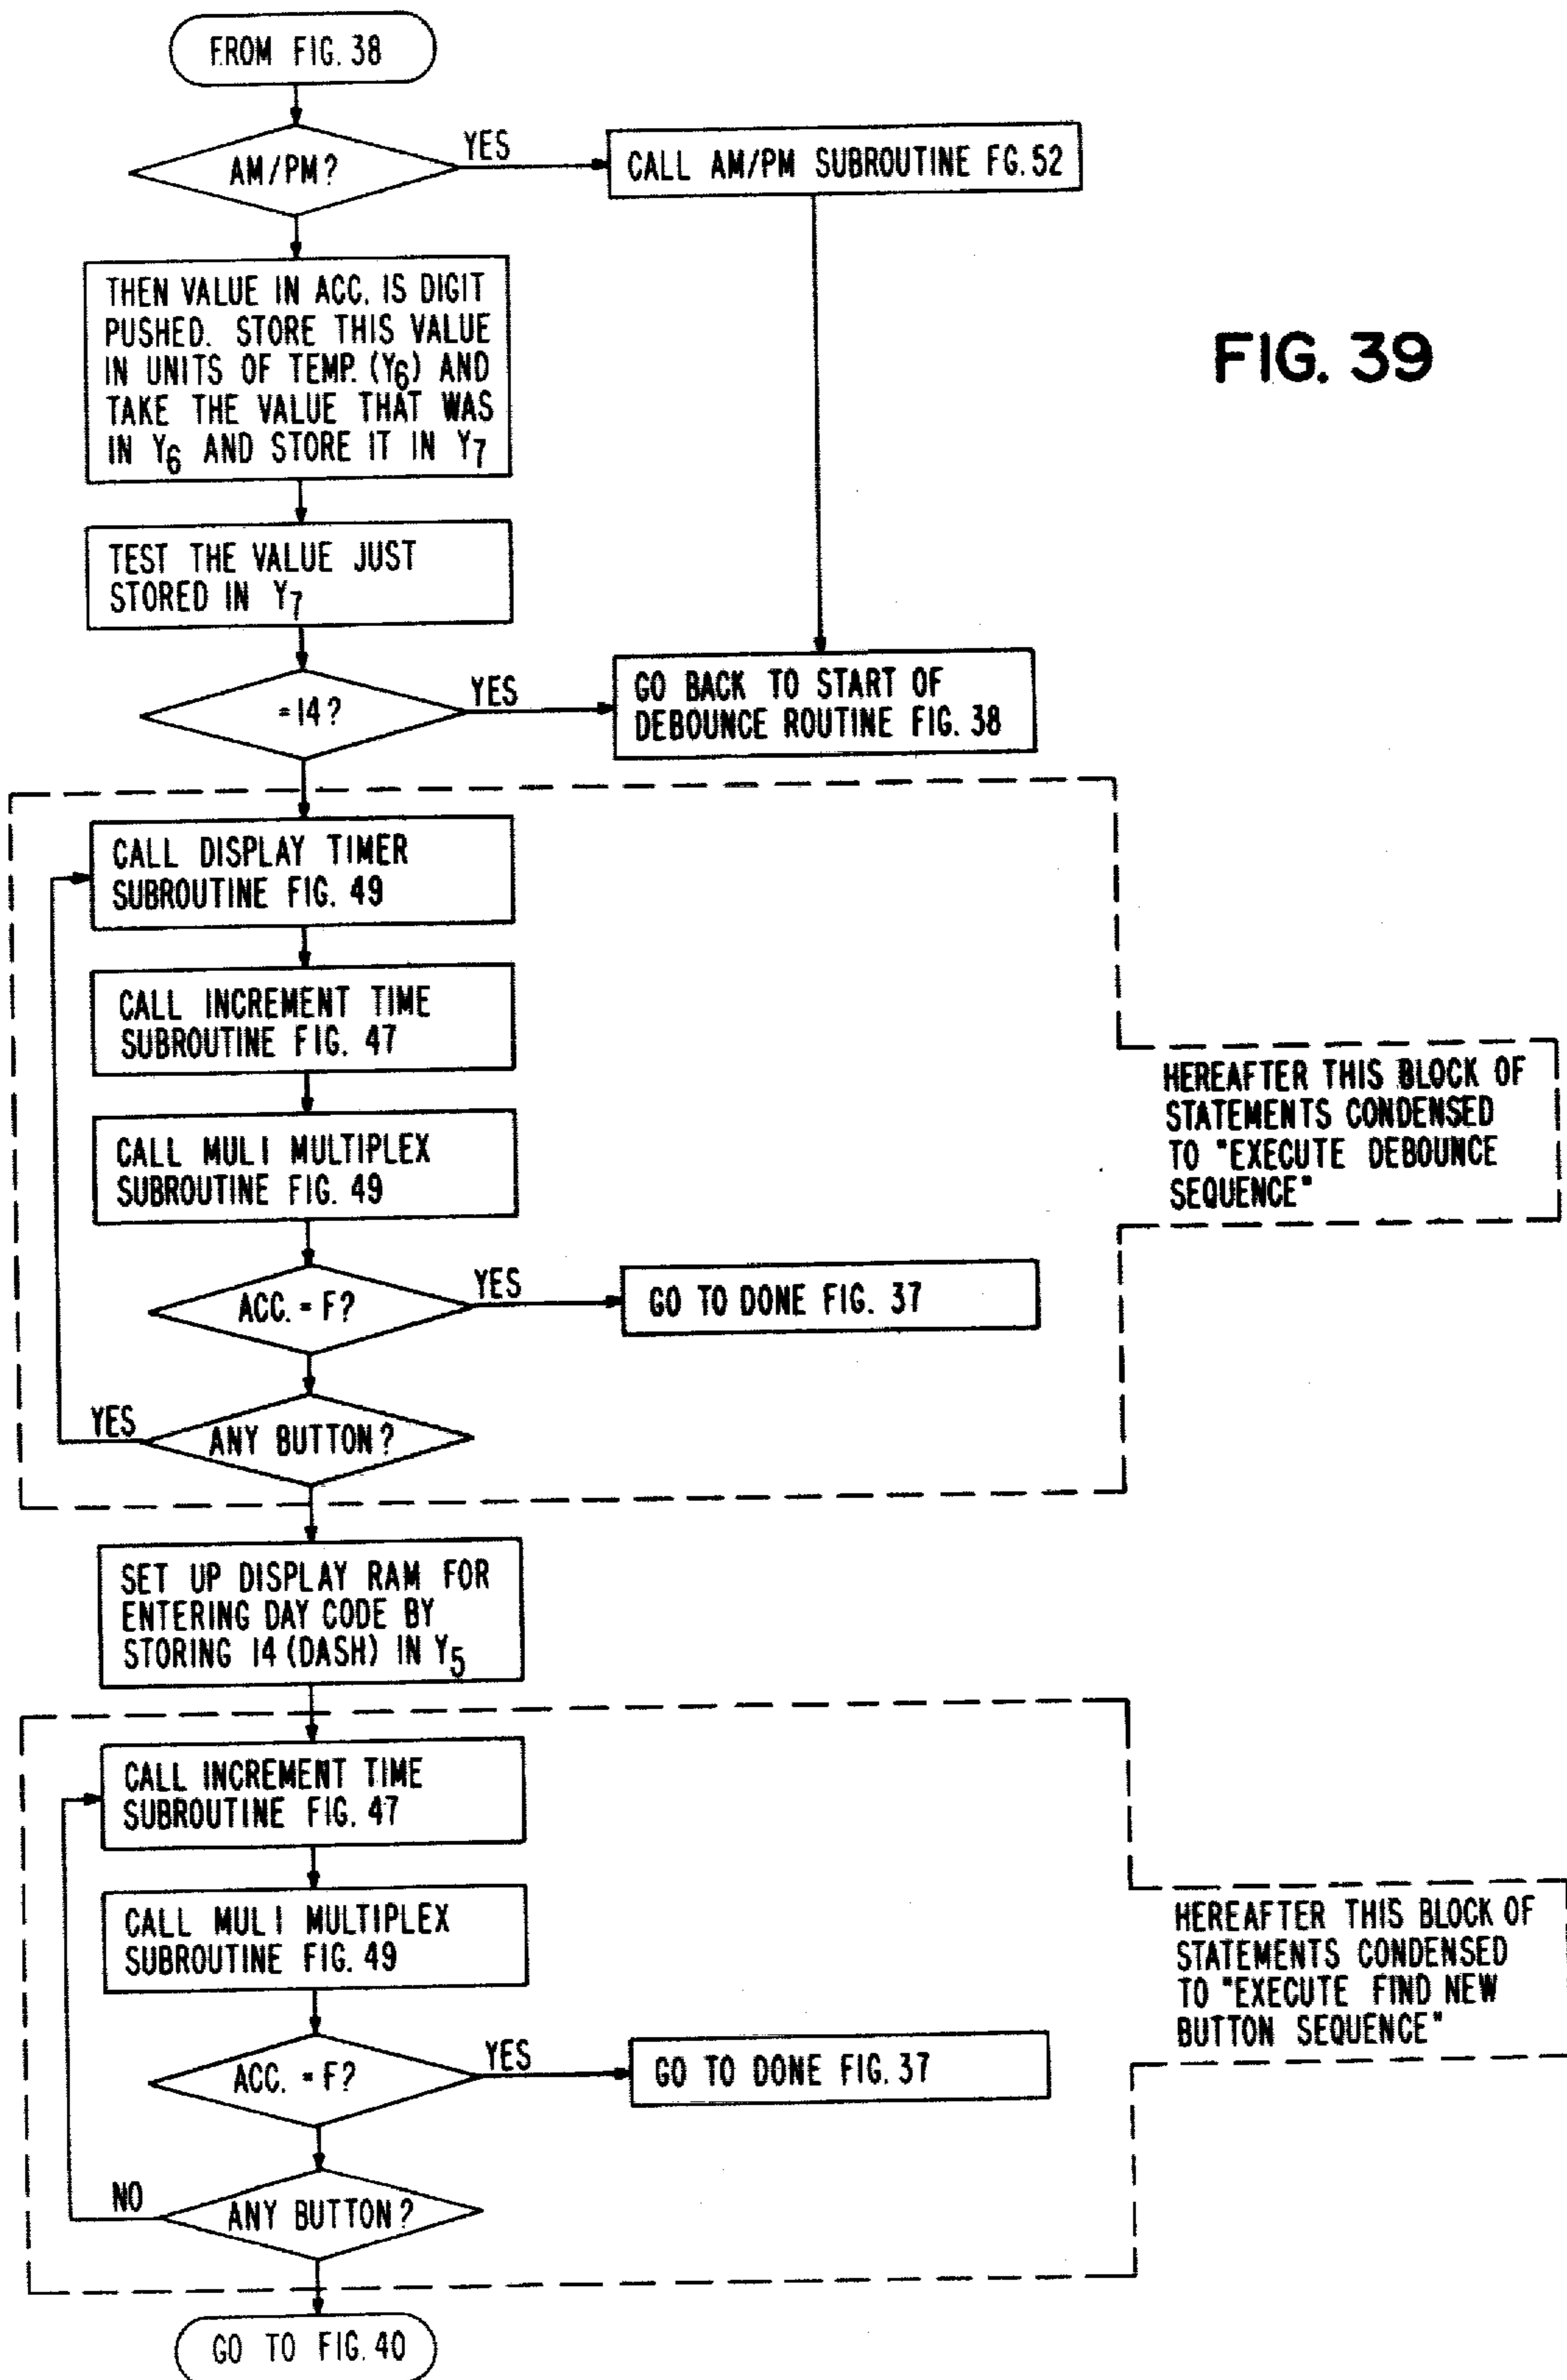 FROM FIG. 38
AM/PM?
YES
CALL AM/PM SUBROUTINE FG. 52
THEN VALUE IN ACC. IS DIGIT
PUSHED. STORE THIS VALUE
IN UNITS OF TEMP. (Y6) AND
TAKE THE VALUE THAT WAS
IN Y6 AND STORE IT IN Y7
FIG. 39
TEST THE VALUE JUST
STORED IN Y7
= 14?
YES
GO BACK TO START OF
DEBOUNCE ROUTINE FIG. 38
CALL DISPLAY TIMER
SUBROUTINE FIG. 49
CALL INCREMENT TIME
SUBROUTINE FIG. 47
CALL MUL1 MULTIPLEX
SUBROUTINE FIG. 49
HEREAFTER THIS BLOCK OF
STATEMENTS CONDENSED
TO "EXECUTE DEBOUNCE
SEQUENCE"
ACC. = F?
YES
GO TO DONE FIG. 37
YES
ANY BUTTON?
SET UP DISPLAY RAM FOR
ENTERING DAY CODE BY
STORING 14 (DASH) IN Y5
CALL INCREMENT TIME
SUBROUTINE FIG. 47
CALL MUL1 MULTIPLEX
SUBROUTINE FIG. 49
HEREAFTER THIS BLOCK OF
STATEMENTS CONDENSED
TO "EXECUTE FIND NEW
BUTTON SEQUENCE"
ACC. = F?
YES
GO TO DONE FIG. 37
NO
ANY BUTTON?
GO TO FIG. 40